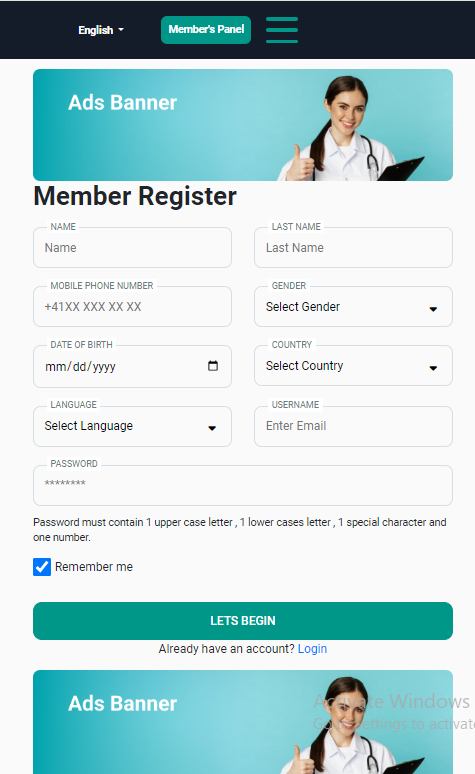 English
Member's Panel
Ads Banner
Member Register
NAME
LAST NAME
Name
Last Name
MOBILE PHONE NUMBER
GENDER
+41XX XXX XX XX
Select Gender
DATE OF BIRTH
COUNTRY
mm/dd/yyyy
Select Country
LANGUAGE
USERNAME
Select Language
Enter Email
PASSWORD
********
Password must contain 1 upper case letter , 1 lower cases letter , 1 special character and
one number.
Remember me
LETS BEGIN
Already have an account? Login
Ads Banner
Activate Windows
Go to Settings to activate